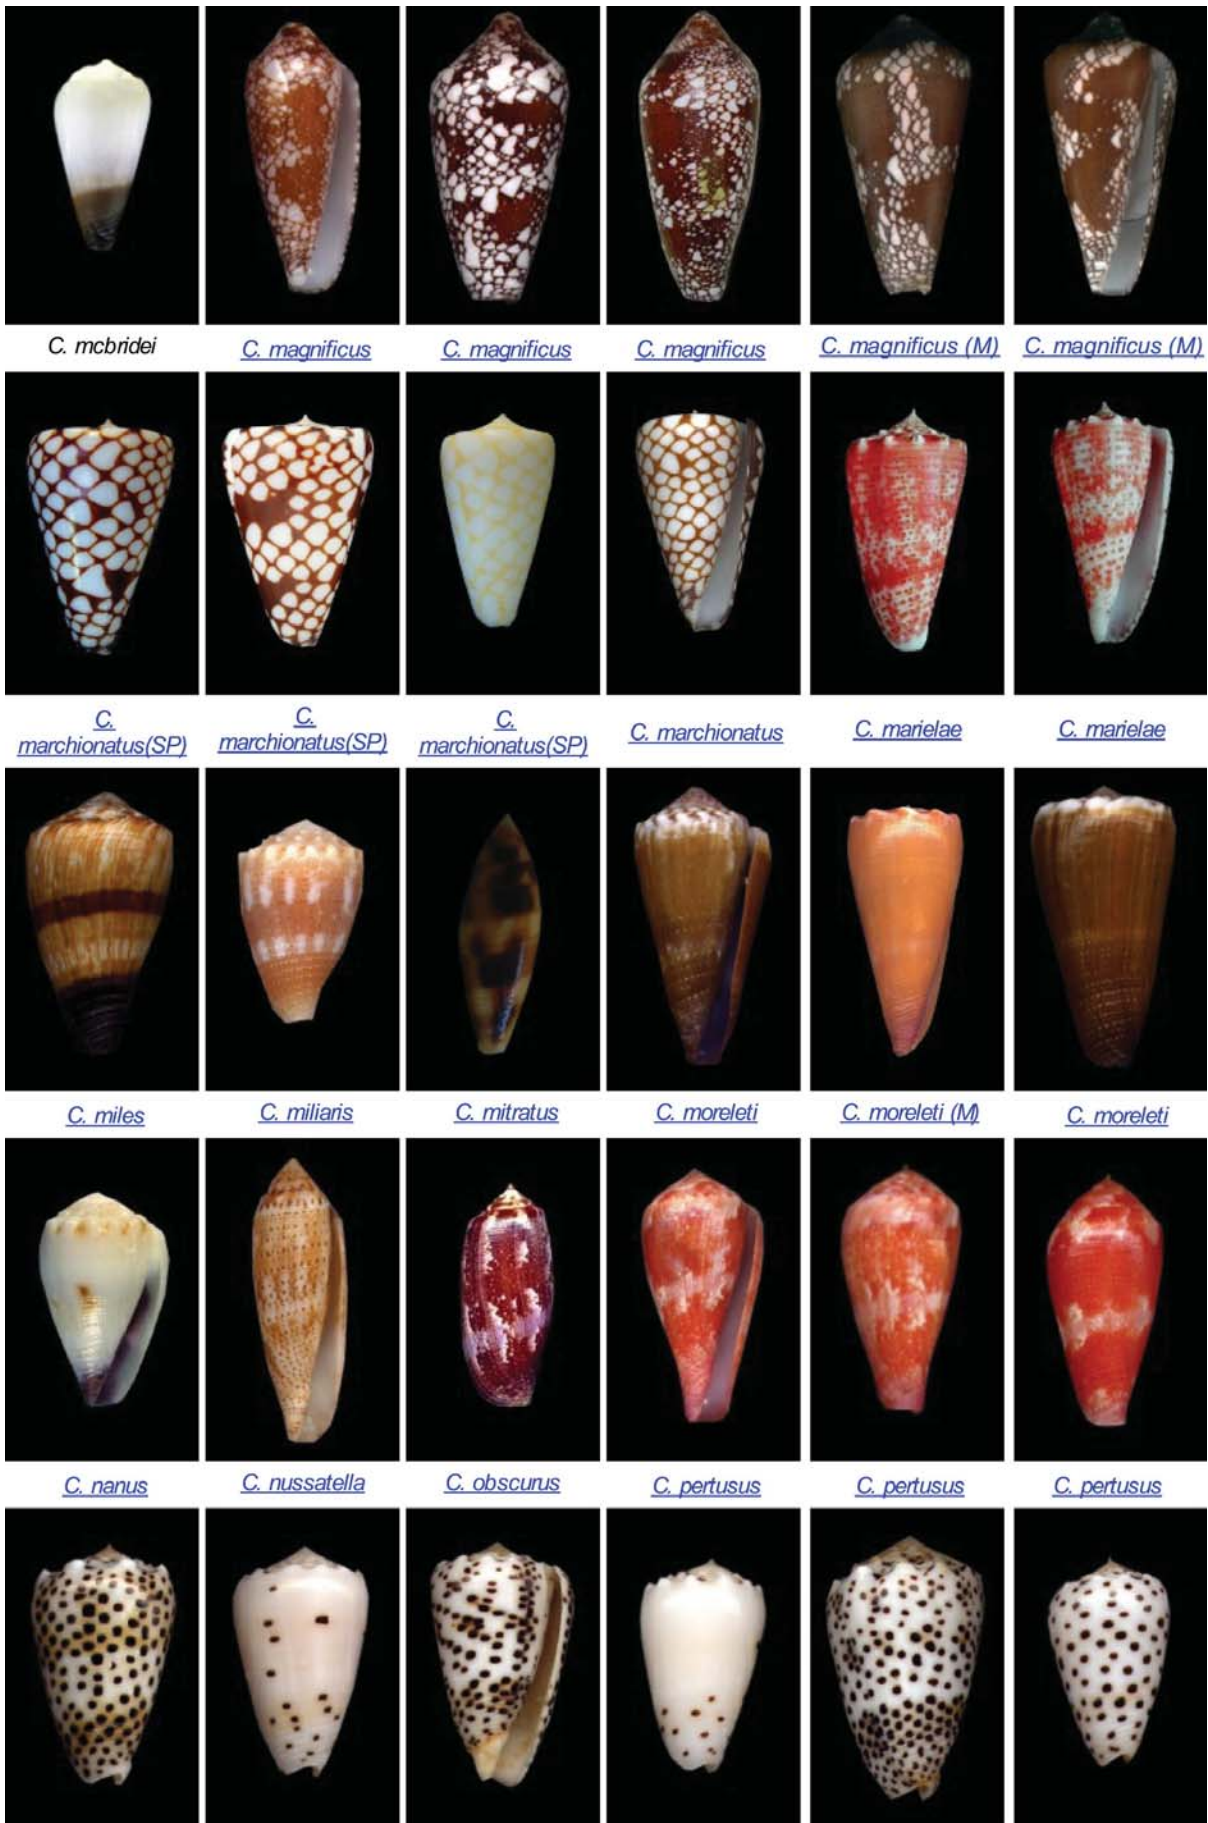 C. mcbridei
C. magnificus
C. magnificus
C. magnificus
C. magnificus (M)
C. magnificus (M)
C.
marchionatus(SP)
C.
marchionatus(SP)
C.
marchionatus(SP)
C. marchionatus
C. marielae
C. marielae
C. miles
C. miliaris
C. mitratus
C. moreleti
C. moreleti (M)
C. moreleti
C. nanus
C. nussatella
C. obscurus
C. pertusus
C. pertusus
C. pertusus